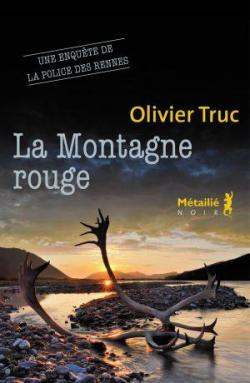 UNE ENQUÊTE DE
LA POLICE DES RENNES
Olivier Truc
La Montagne
rouge
Métailié
NOIR